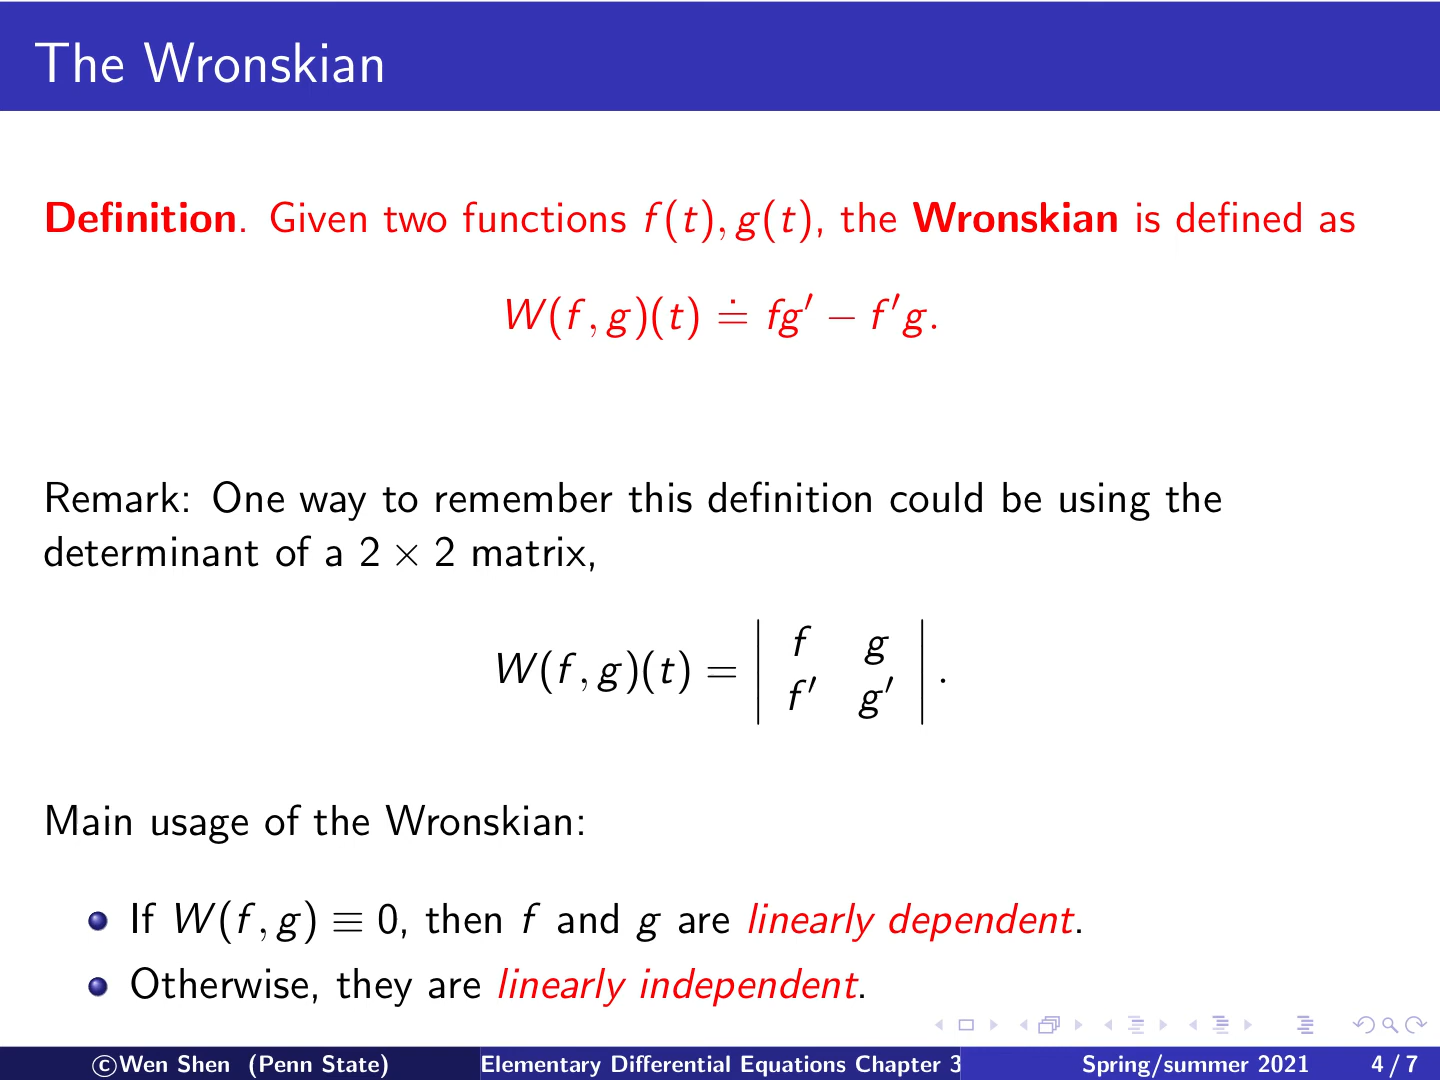 The Wronskian
Definition. Given two functions f(t), g(t), the Wronskian is defined as
W(f, g)(t) ≐ fg′ − f′g.
Remark: One way to remember this definition could be using the
determinant of a 2 × 2 matrix,
W(f, g)(t) = | f g |
| f′ g′ | .
Main usage of the Wronskian:
If W(f, g) ≡ 0, then f and g are linearly dependent.
Otherwise, they are linearly independent.
©Wen Shen (Penn State) Elementary Differential Equations Chapter 3 Spring/summer 2021 4 / 7